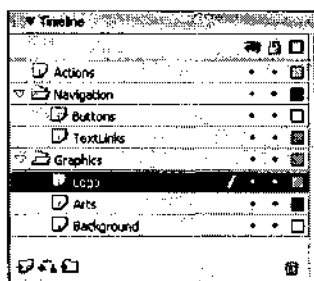 Timeline
Actions
Navigation
Buttons
TextLinks
Graphics
Logo
Arts
Background